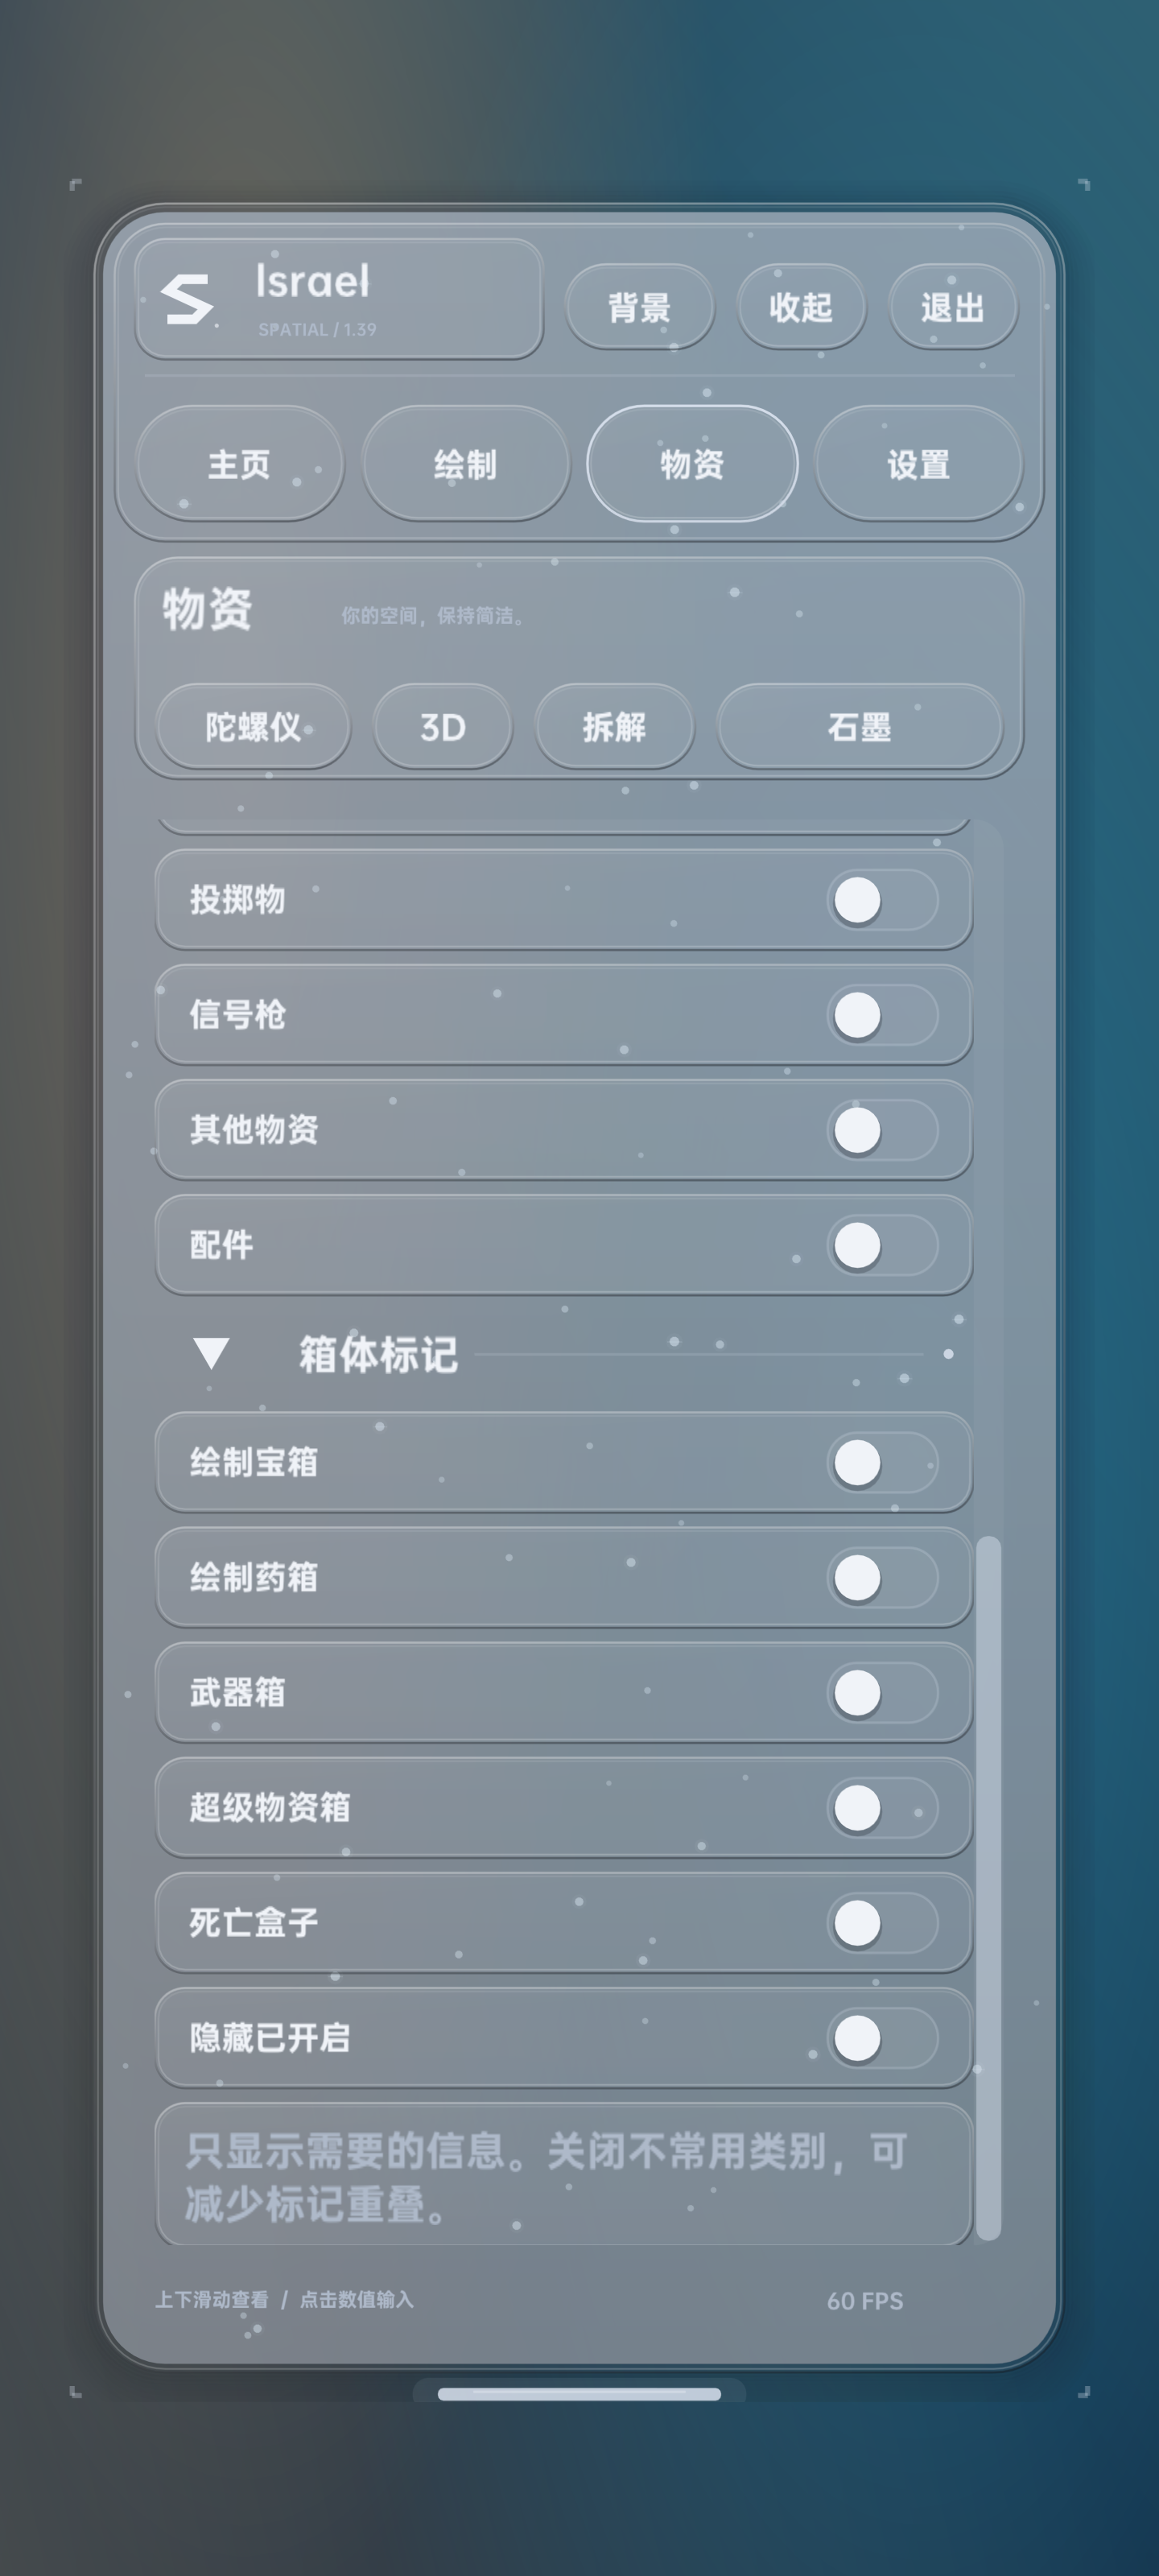 Israel
SPATIAL / 1.39
背景
收起
退出
主页
绘制
物资
设置
物资
你的空间，保持简洁。
陀螺仪
3D
拆解
石墨
投掷物
信号枪
其他物资
配件
箱体标记
绘制宝箱
绘制药箱
武器箱
超级物资箱
死亡盒子
隐藏已开启
只显示需要的信息。关闭不常用类别，可
减少标记重叠。
上下滑动查看 / 点击数值输入
60 FPS